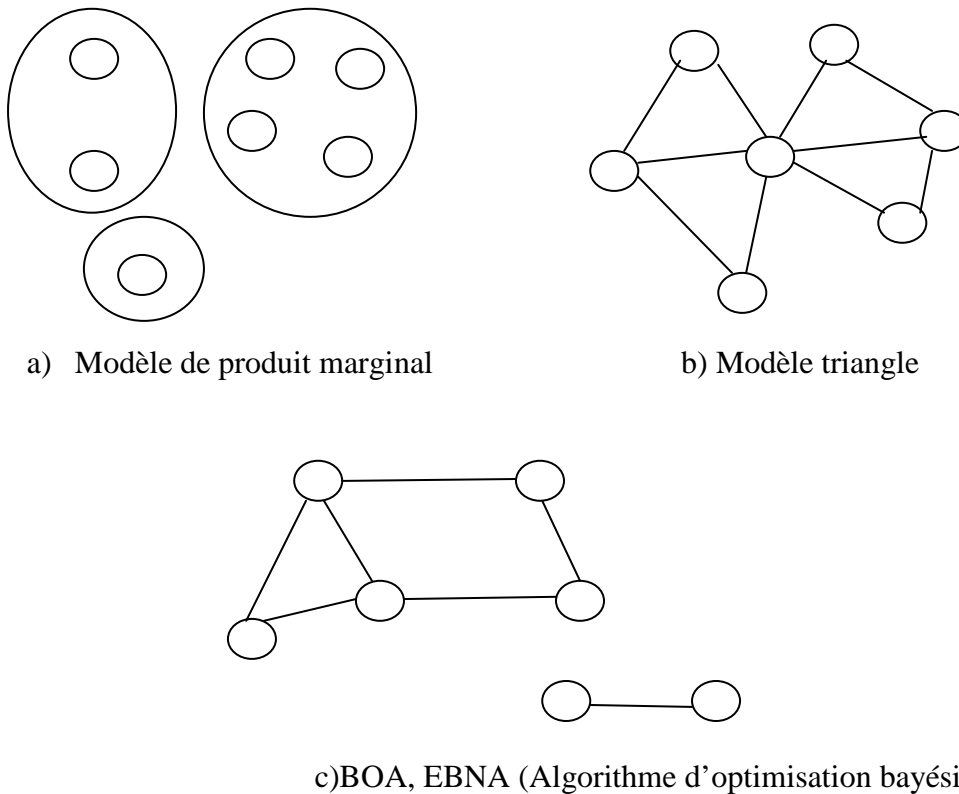 a) Modèle de produit marginal
b) Modèle triangle
c)BOA, EBNA (Algorithme d’optimisation bayési